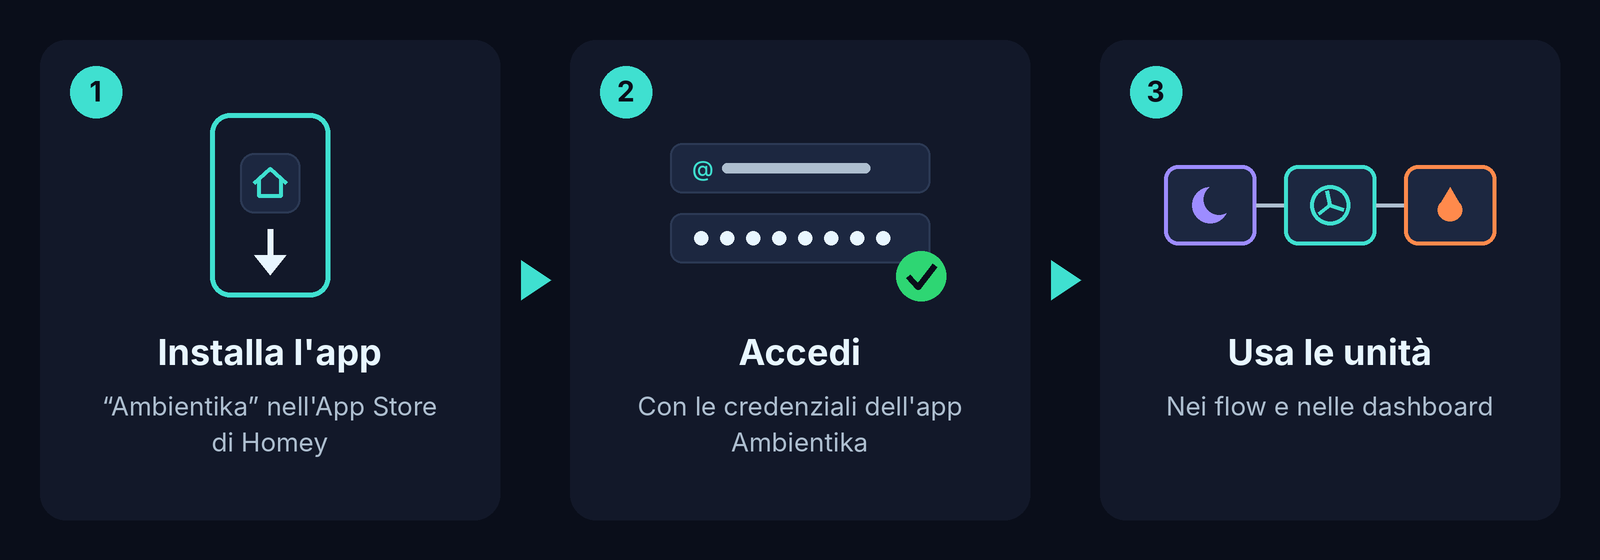 1
Installa l'app
“Ambientika” nell'App Store
di Homey
2
@
Accedi
Con le credenziali dell'app
Ambientika
3
Usa le unità
Nei flow e nelle dashboard